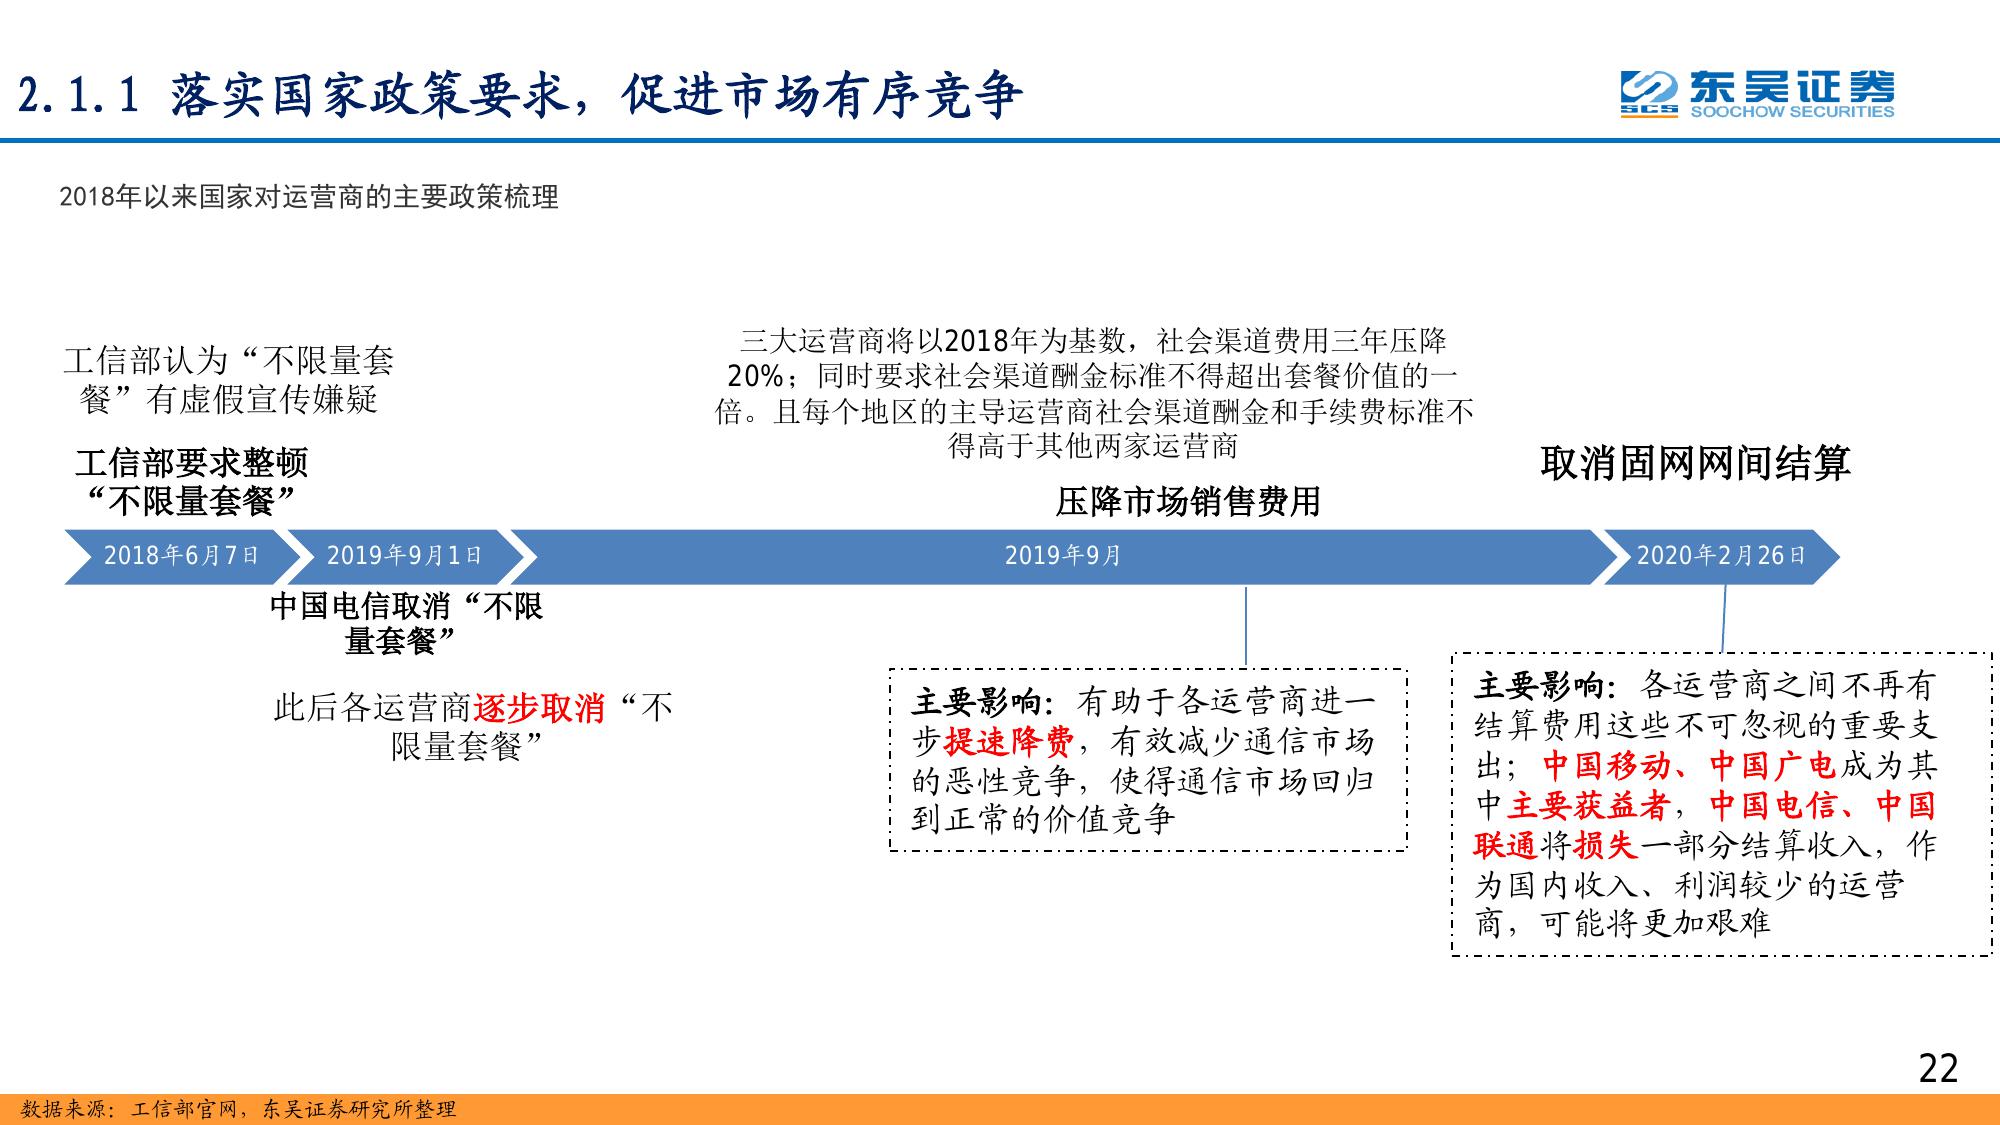 2.1.1 落实国家政策要求，促进市场有序竞争
东吴证券
SCS
SOOCHOW SECURITIES
2018年以来国家对运营商的主要政策梳理
工信部认为“不限量套
餐”有虚假宣传嫌疑
工信部要求整顿
“不限量套餐”
三大运营商将以2018年为基数，社会渠道费用三年压降
20%；同时要求社会渠道酬金标准不得超出套餐价值的一
倍。且每个地区的主导运营商社会渠道酬金和手续费标准不
得高于其他两家运营商
压降市场销售费用
取消固网网间结算
2018年6月7日
2019年9月1日
2019年9月
2020年2月26日
中国电信取消“不限
量套餐”
此后各运营商逐步取消“不
限量套餐”
主要影响：有助于各运营商进一
步提速降费，有效减少通信市场
的恶性竞争，使得通信市场回归
到正常的价值竞争
主要影响：各运营商之间不再有
结算费用这些不可忽视的重要支
出；中国移动、中国广电成为其
中主要获益者，中国电信、中国
联通将损失一部分结算收入，作
为国内收入、利润较少的运营
商，可能将更加艰难
22
数据来源：工信部官网，东吴证券研究所整理